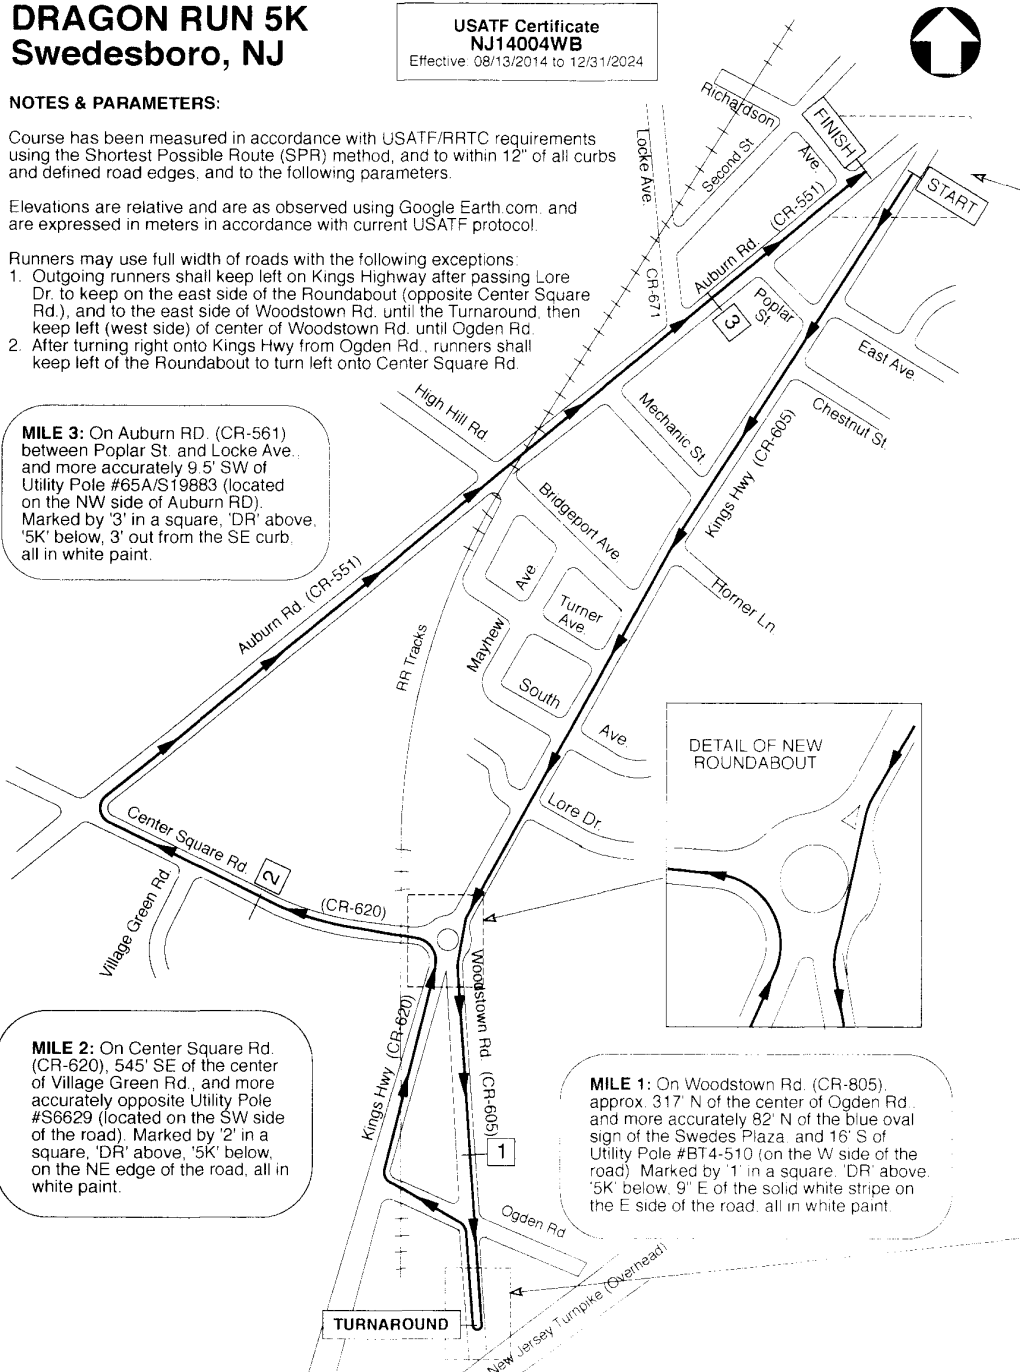 DRAGON RUN 5K
Swedesboro, NJ
USATF Certificate
NJ14004WB
Effective: 08/13/2014 to 12/31/2024
NOTES & PARAMETERS:
Course has been measured in accordance with USATF/RRTC requirements
using the Shortest Possible Route (SPR) method, and to within 12" of all curbs
and defined road edges, and to the following parameters.
Elevations are relative and are as observed using Google Earth.com, and
are expressed in meters in accordance with current USATF protocol.
Runners may use full width of roads with the following exceptions:
1. Outgoing runners shall keep left on Kings Highway after passing Lore
Dr. to keep on the east side of the Roundabout (opposite Center Square
Rd.), and to the east side of Woodstown Rd. until the Turnaround, then
keep left (west side) of center of Woodstown Rd. until Ogden Rd.
2. After turning right onto Kings Hwy from Ogden Rd., runners shall
keep left of the Roundabout to turn left onto Center Square Rd.
Richardson
Ave.
FINISH
START
Second St
Locke Ave.
CR-671
Auburn Rd. (CR-551)
3
Poplar
St
East Ave.
Chestnut St.
Mechanic St.
Kings Hwy (CR-605)
High Hill Rd.
Bridgeport Ave.
Horner Ln.
MILE 3: On Auburn RD. (CR-561)
between Poplar St. and Locke Ave.,
and more accurately 9.5' SW of
Utility Pole #65A/S19883 (located
on the NW side of Auburn RD).
Marked by '3' in a square, 'DR' above,
'5K' below, 3' out from the SE curb,
all in white paint.
Auburn Rd. (CR-551)
RR Tracks
Mayhew
Ave
Turner
Ave.
South
Ave.
Lore Dr.
DETAIL OF NEW
ROUNDABOUT
Center Square Rd.
2
(CR-620)
Village Green Rd.
Woodstown Rd (CR-605)
Kings Hwy (CR-620)
1
Ogden Rd
MILE 2: On Center Square Rd.
(CR-620), 545' SE of the center
of Village Green Rd., and more
accurately opposite Utility Pole
#S6629 (located on the SW side
of the road). Marked by '2' in a
square, 'DR' above, '5K' below,
on the NE edge of the road, all in
white paint.
MILE 1: On Woodstown Rd. (CR-805),
approx. 317' N of the center of Ogden Rd.,
and more accurately 82' N of the blue oval
sign of the Swedes Plaza, and 16' S of
Utility Pole #BT4-510 (on the W side of the
road). Marked by '1' in a square, 'DR' above,
'5K' below, 9" E of the solid white stripe on
the E side of the road, all in white paint.
TURNAROUND
New Jersey Turnpike (Overhead)